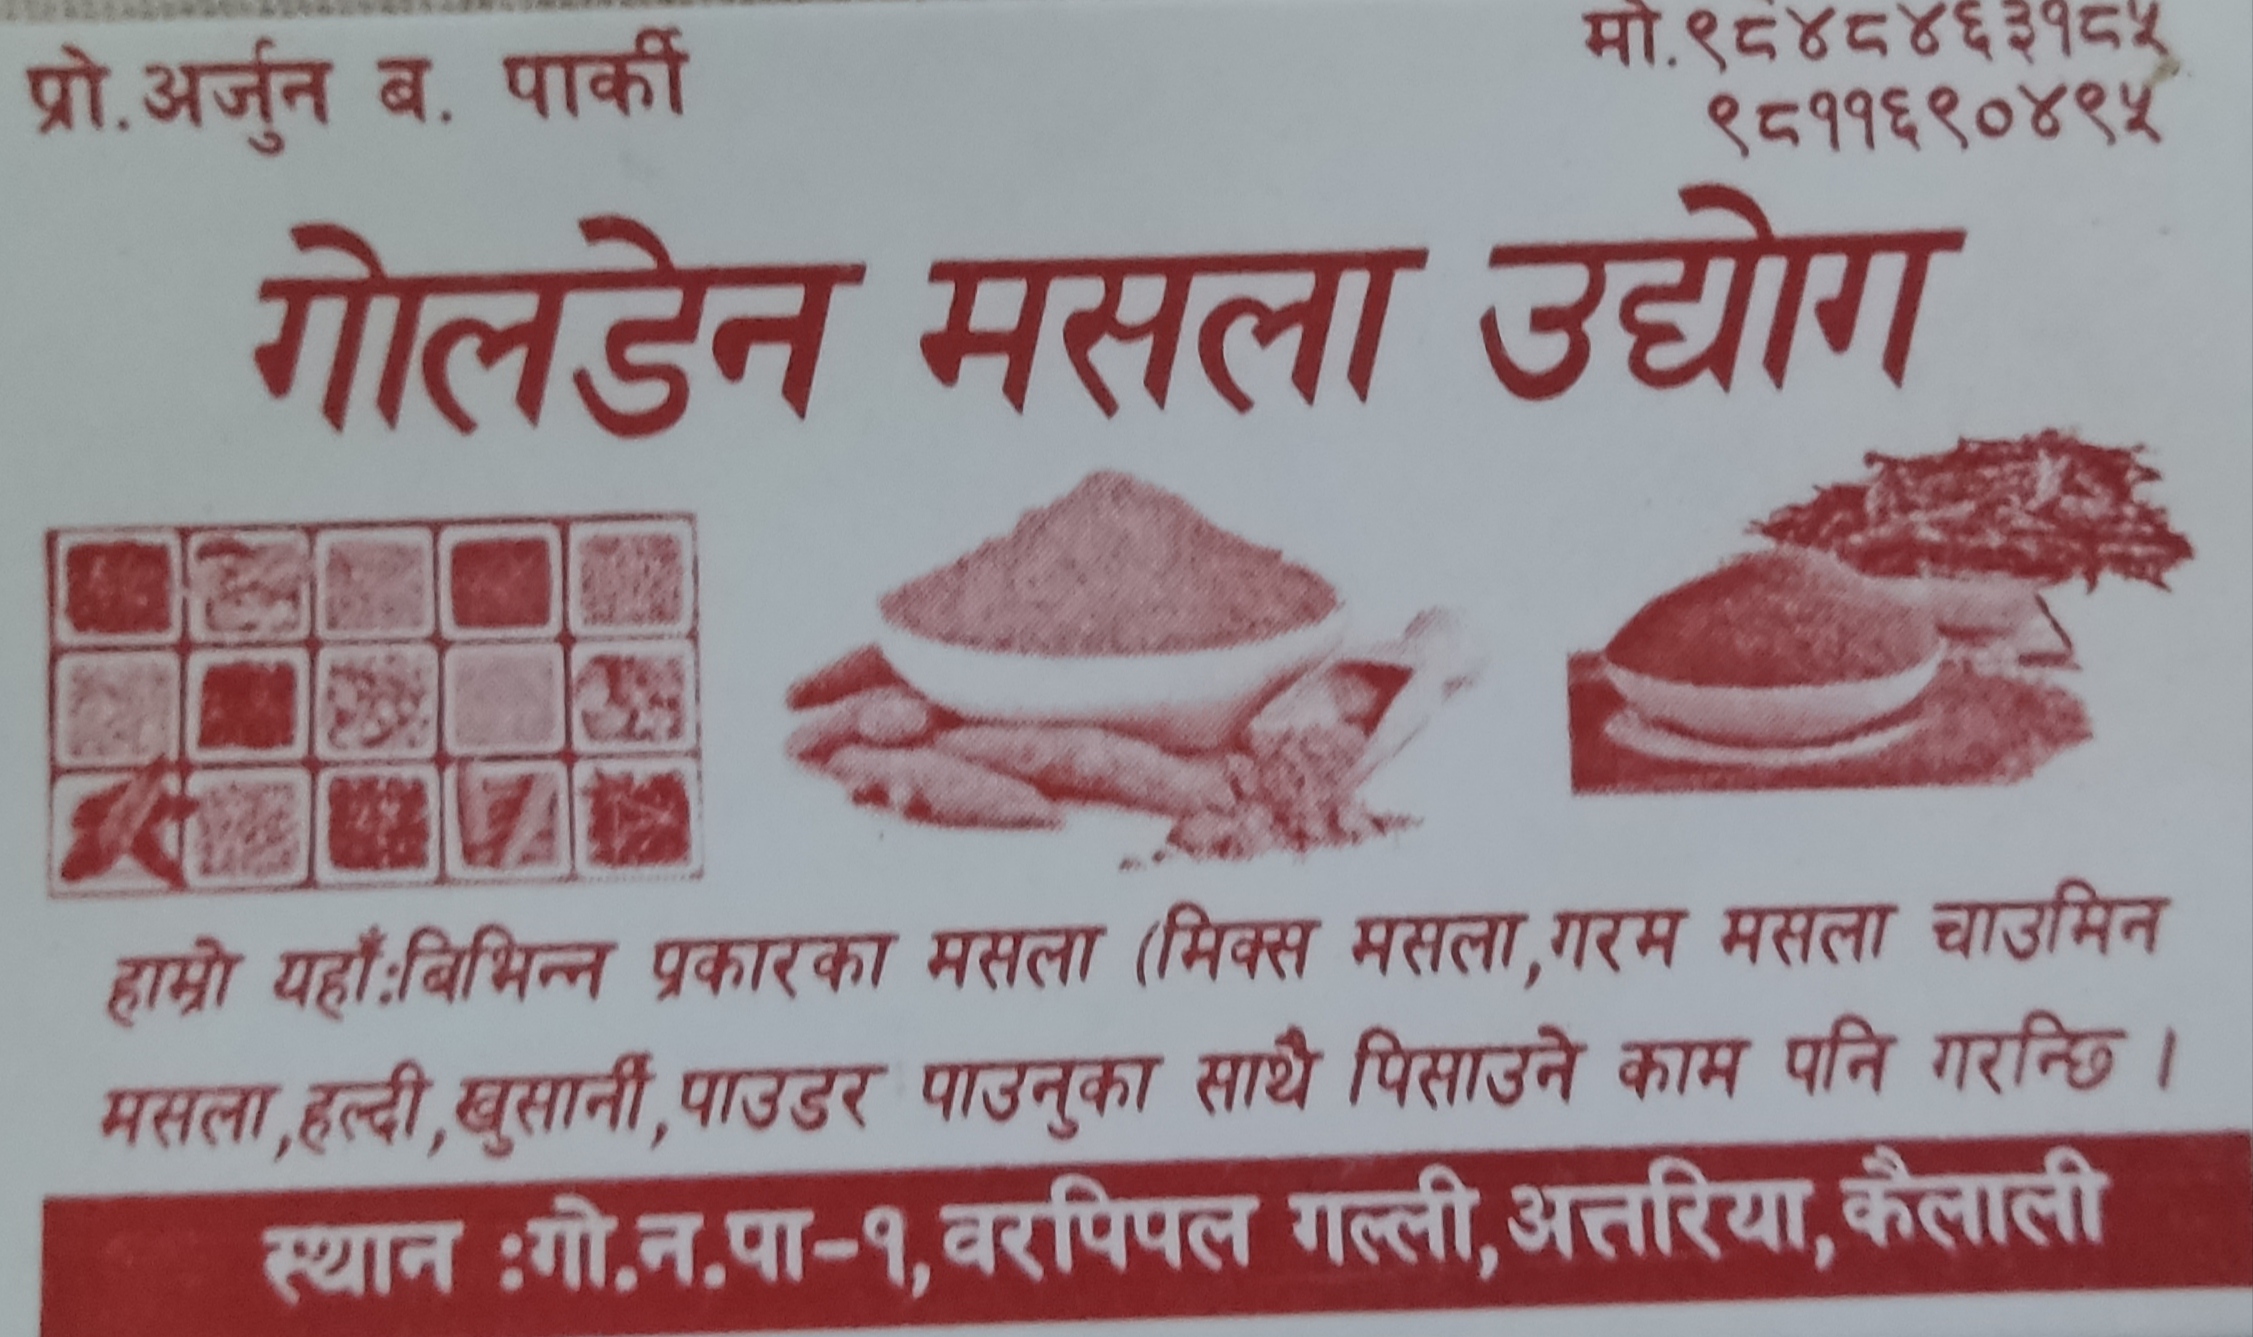 प्रो.अर्जुन ब. पार्की
मो.९८४८४६३१८५
९८११६९०४९५
गोलडेन मसला उद्योग
हाम्रो यहाँ:बिभिन्न प्रकारका मसला (मिक्स मसला,गरम मसला चाउमिन
मसला,हल्दी,खुसार्नी,पाउडर पाउनुका साथै पिसाउने काम पनि गरन्छि ।
स्थान :गो.न.पा-१,वरपिपल गल्ली,अत्तरिया,कैलाली